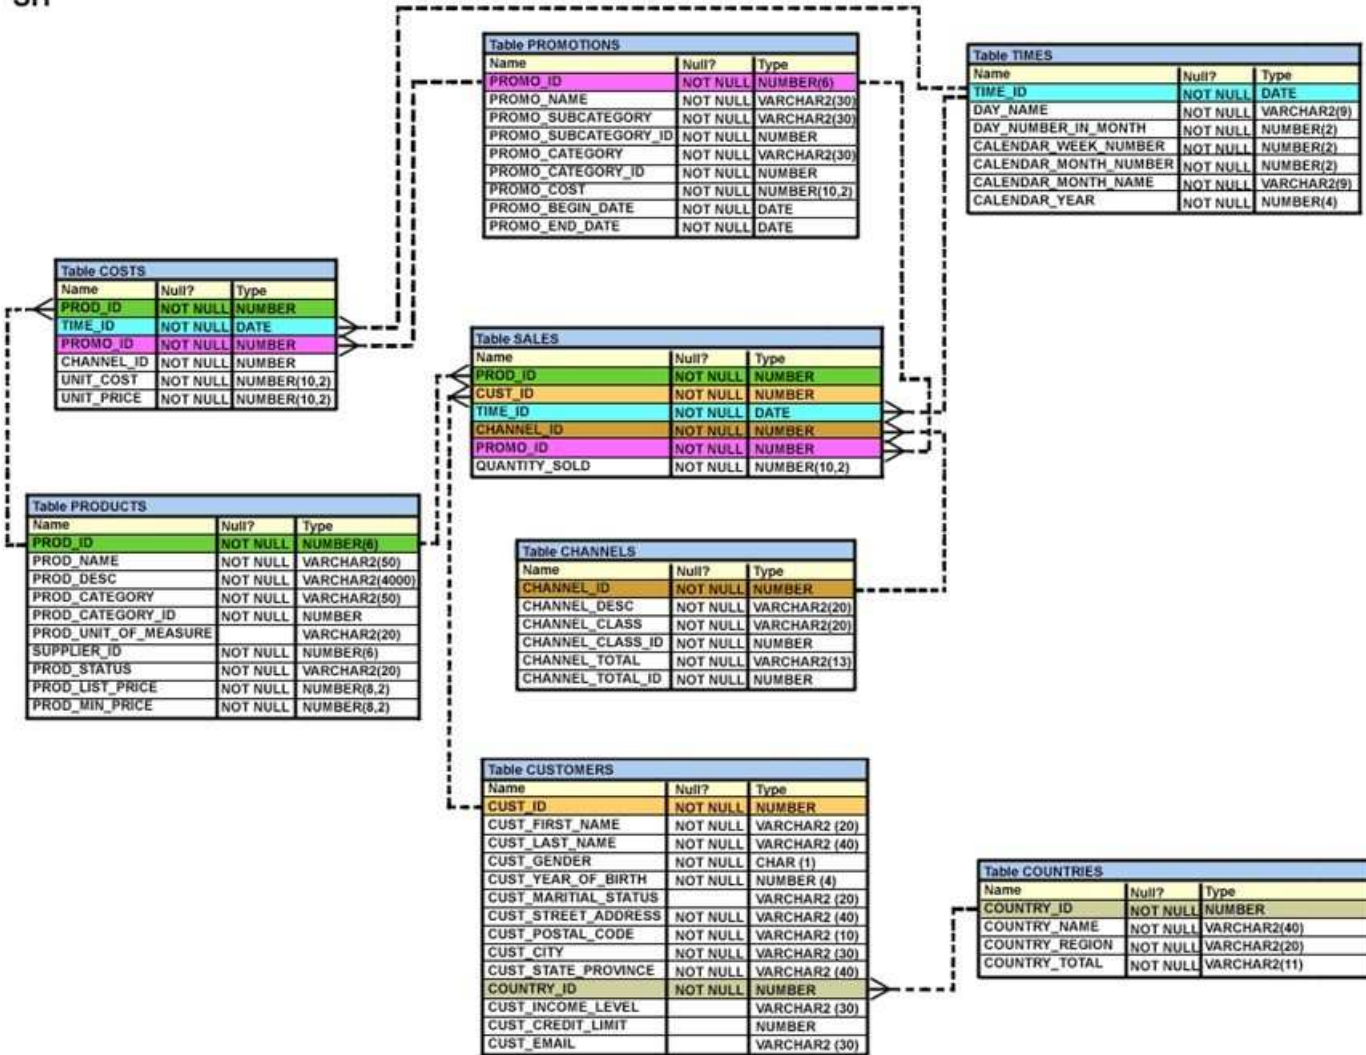 SH
Table PROMOTIONS
Name Null? Type
PROMO_ID NOT NULL NUMBER(6)
PROMO_NAME NOT NULL VARCHAR2(30)
PROMO_SUBCATEGORY NOT NULL VARCHAR2(30)
PROMO_SUBCATEGORY_ID NOT NULL NUMBER
PROMO_CATEGORY NOT NULL VARCHAR2(30)
PROMO_CATEGORY_ID NOT NULL NUMBER
PROMO_COST NOT NULL NUMBER(10,2)
PROMO_BEGIN_DATE NOT NULL DATE
PROMO_END_DATE NOT NULL DATE
Table TIMES
Name Null? Type
TIME_ID NOT NULL DATE
DAY_NAME NOT NULL VARCHAR2(9)
DAY_NUMBER_IN_MONTH NOT NULL NUMBER(2)
CALENDAR_WEEK_NUMBER NOT NULL NUMBER(2)
CALENDAR_MONTH_NUMBER NOT NULL NUMBER(2)
CALENDAR_MONTH_NAME NOT NULL VARCHAR2(9)
CALENDAR_YEAR NOT NULL NUMBER(4)
Table COSTS
Name Null? Type
PROD_ID NOT NULL NUMBER
TIME_ID NOT NULL DATE
PROMO_ID NOT NULL NUMBER
CHANNEL_ID NOT NULL NUMBER
UNIT_COST NOT NULL NUMBER(10,2)
UNIT_PRICE NOT NULL NUMBER(10,2)
Table SALES
Name Null? Type
PROD_ID NOT NULL NUMBER
CUST_ID NOT NULL NUMBER
TIME_ID NOT NULL DATE
CHANNEL_ID NOT NULL NUMBER
PROMO_ID NOT NULL NUMBER
QUANTITY_SOLD NOT NULL NUMBER(10,2)
Table PRODUCTS
Name Null? Type
PROD_ID NOT NULL NUMBER(6)
PROD_NAME NOT NULL VARCHAR2(50)
PROD_DESC NOT NULL VARCHAR2(4000)
PROD_CATEGORY NOT NULL VARCHAR2(50)
PROD_CATEGORY_ID NOT NULL NUMBER
PROD_UNIT_OF_MEASURE VARCHAR2(20)
SUPPLIER_ID NOT NULL NUMBER(6)
PROD_STATUS NOT NULL VARCHAR2(20)
PROD_LIST_PRICE NOT NULL NUMBER(8,2)
PROD_MIN_PRICE NOT NULL NUMBER(8,2)
Table CHANNELS
Name Null? Type
CHANNEL_ID NOT NULL NUMBER
CHANNEL_DESC NOT NULL VARCHAR2(20)
CHANNEL_CLASS NOT NULL VARCHAR2(20)
CHANNEL_CLASS_ID NOT NULL NUMBER
CHANNEL_TOTAL NOT NULL VARCHAR2(13)
CHANNEL_TOTAL_ID NOT NULL NUMBER
Table CUSTOMERS
Name Null? Type
CUST_ID NOT NULL NUMBER
CUST_FIRST_NAME NOT NULL VARCHAR2 (20)
CUST_LAST_NAME NOT NULL VARCHAR2 (40)
CUST_GENDER NOT NULL CHAR (1)
CUST_YEAR_OF_BIRTH NOT NULL NUMBER (4)
CUST_MARITIAL_STATUS VARCHAR2 (20)
CUST_STREET_ADDRESS NOT NULL VARCHAR2 (40)
CUST_POSTAL_CODE NOT NULL VARCHAR2 (10)
CUST_CITY NOT NULL VARCHAR2 (30)
CUST_STATE_PROVINCE NOT NULL VARCHAR2 (40)
COUNTRY_ID NOT NULL NUMBER
CUST_INCOME_LEVEL VARCHAR2 (30)
CUST_CREDIT_LIMIT NUMBER
CUST_EMAIL VARCHAR2 (30)
Table COUNTRIES
Name Null? Type
COUNTRY_ID NOT NULL NUMBER
COUNTRY_NAME NOT NULL VARCHAR2(40)
COUNTRY_REGION NOT NULL VARCHAR2(20)
COUNTRY_TOTAL NOT NULL VARCHAR2(11)